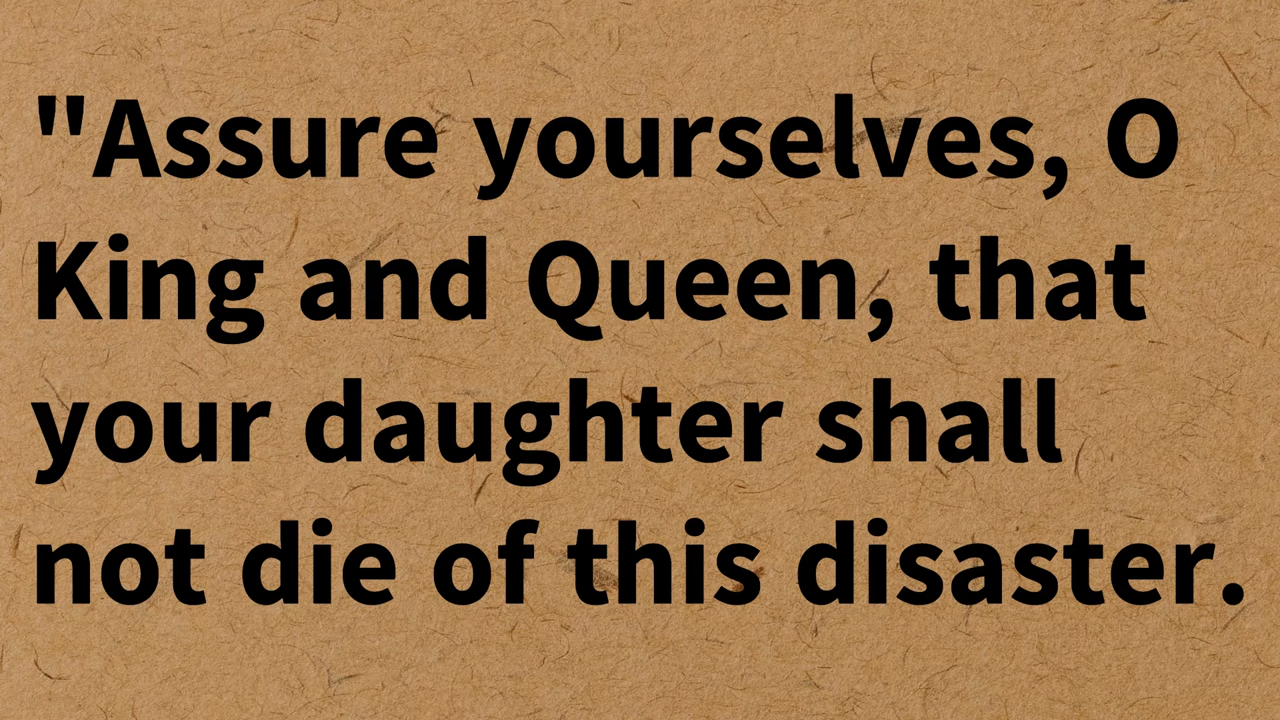 "Assure yourselves, O
King and Queen, that
your daughter shall
not die of this disaster.